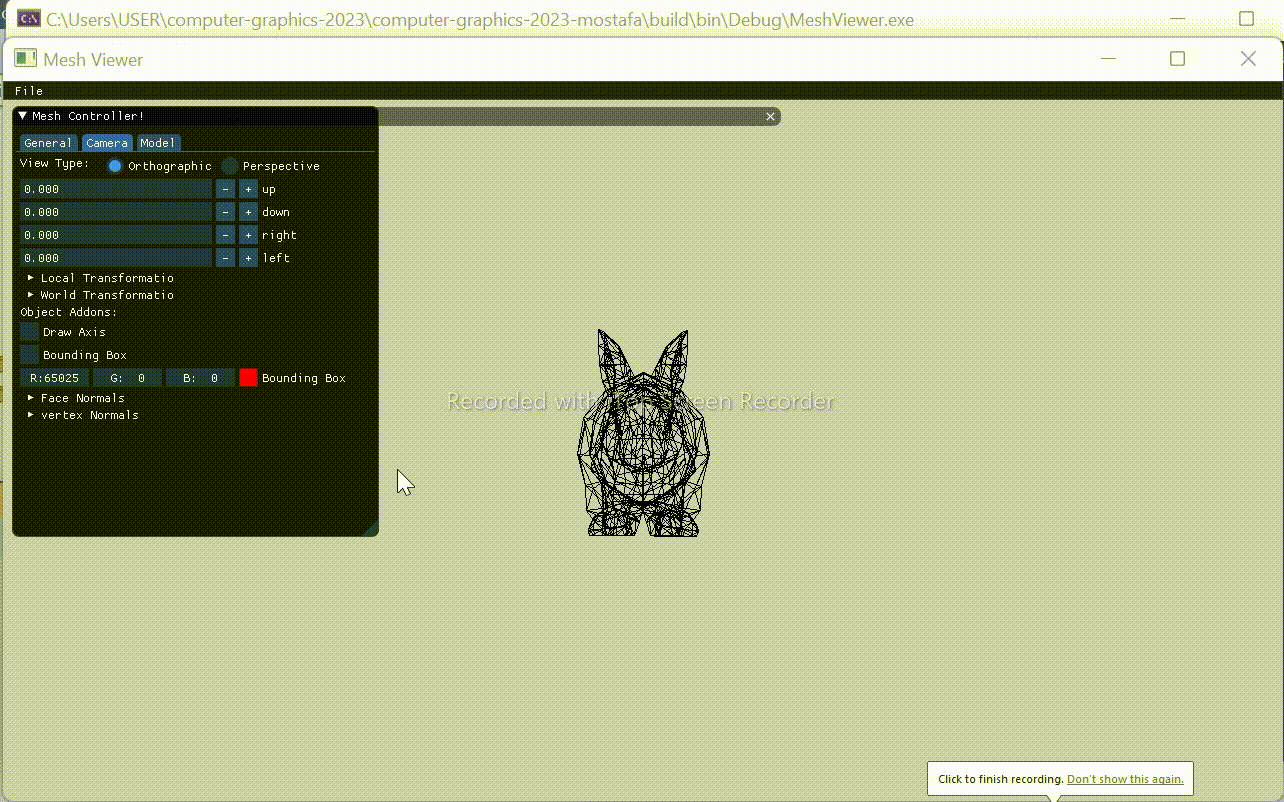 C:\Users\USER\computer-graphics-2023\computer-graphics-2023-mostafa\build\bin\Debug\MeshViewer.exe
Mesh Viewer
File
Mesh Controller!
General Camera Model
View Type: Orthographic Perspective
0.000 - + up
0.000 - + down
0.000 - + right
0.000 - + left
Local Transformatio
World Transformatio
Object Addons:
Draw Axis
Bounding Box
R:65025 G: 0 B: 0 Bounding Box
Face Normals
vertex Normals
Recorded with Screen Recorder
Click to finish recording. Don't show this again.